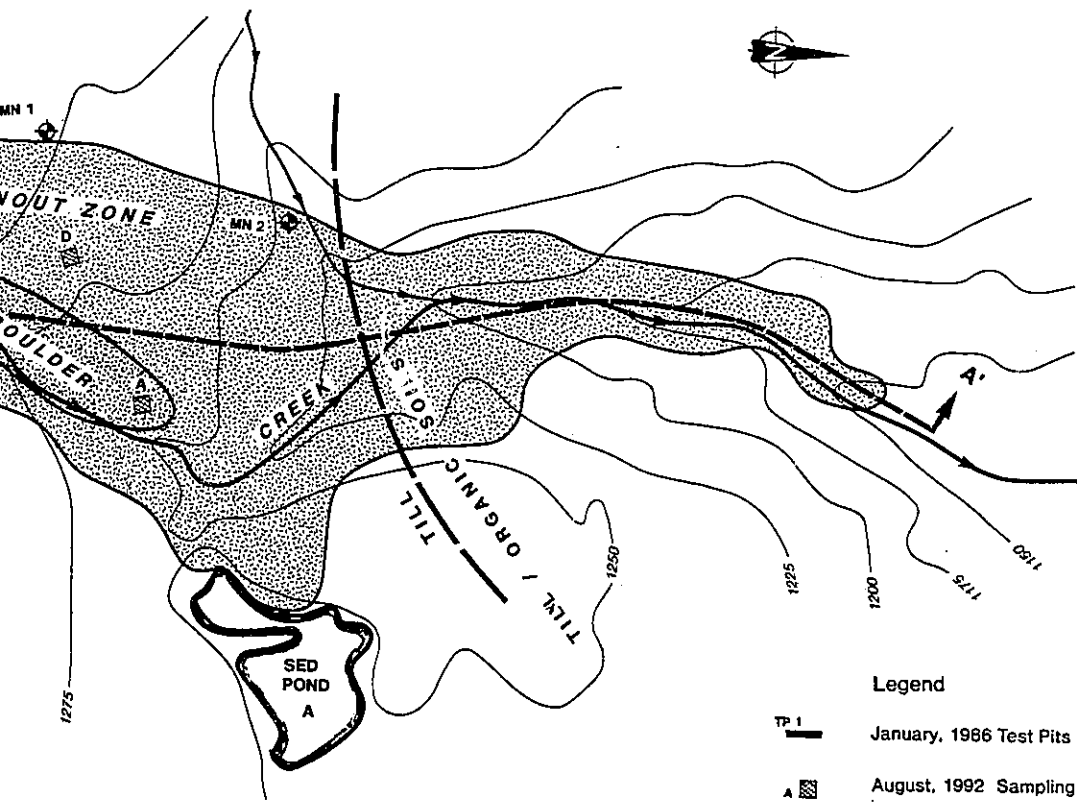 N
MN 1
NOUT ZONE
D
MN 2
A'
BOULDER
A
CREEK
SOILS
TILL
TILL / ORGANIC
1250
1225
1200
1175
1150
1275
SED
POND
A
Legend
TP 1
January, 1986 Test Pits
A
August, 1992 Sampling